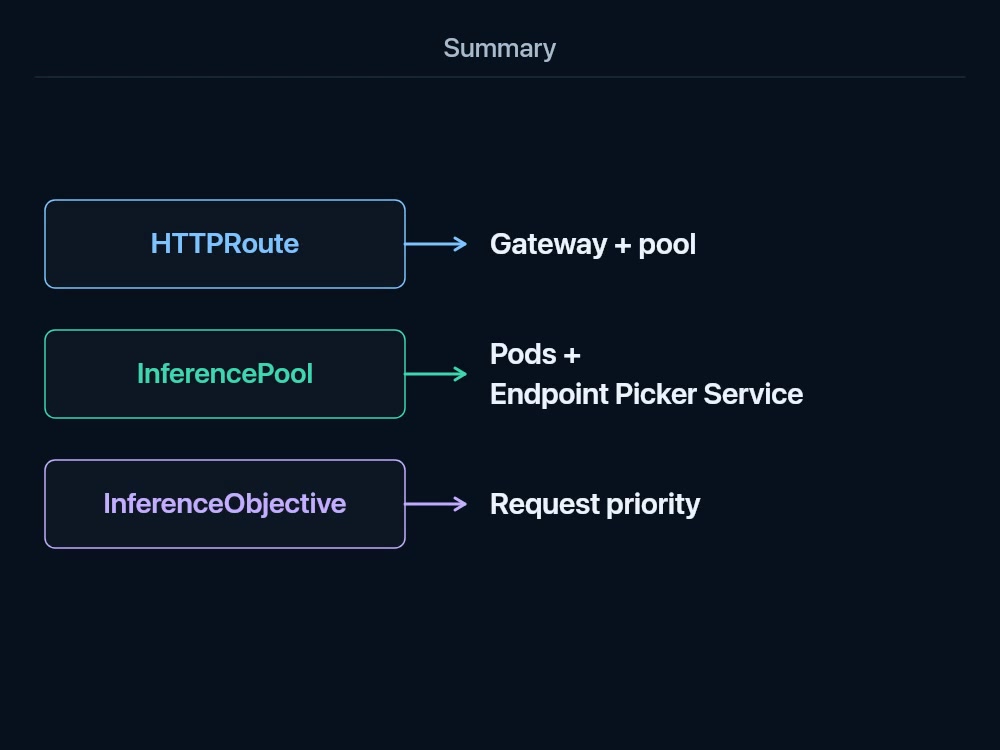 Summary
HTTPRoute
Gateway + pool
InferencePool
Pods +
Endpoint Picker Service
InferenceObjective
Request priority